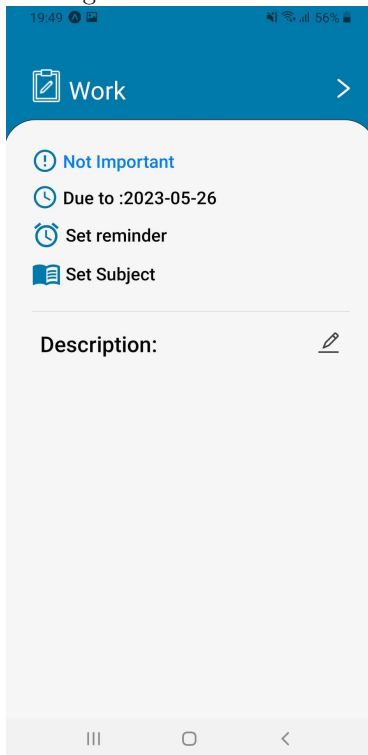 19:49 56%
Work
Not Important
Due to :2023-05-26
Set reminder
Set Subject
Description: